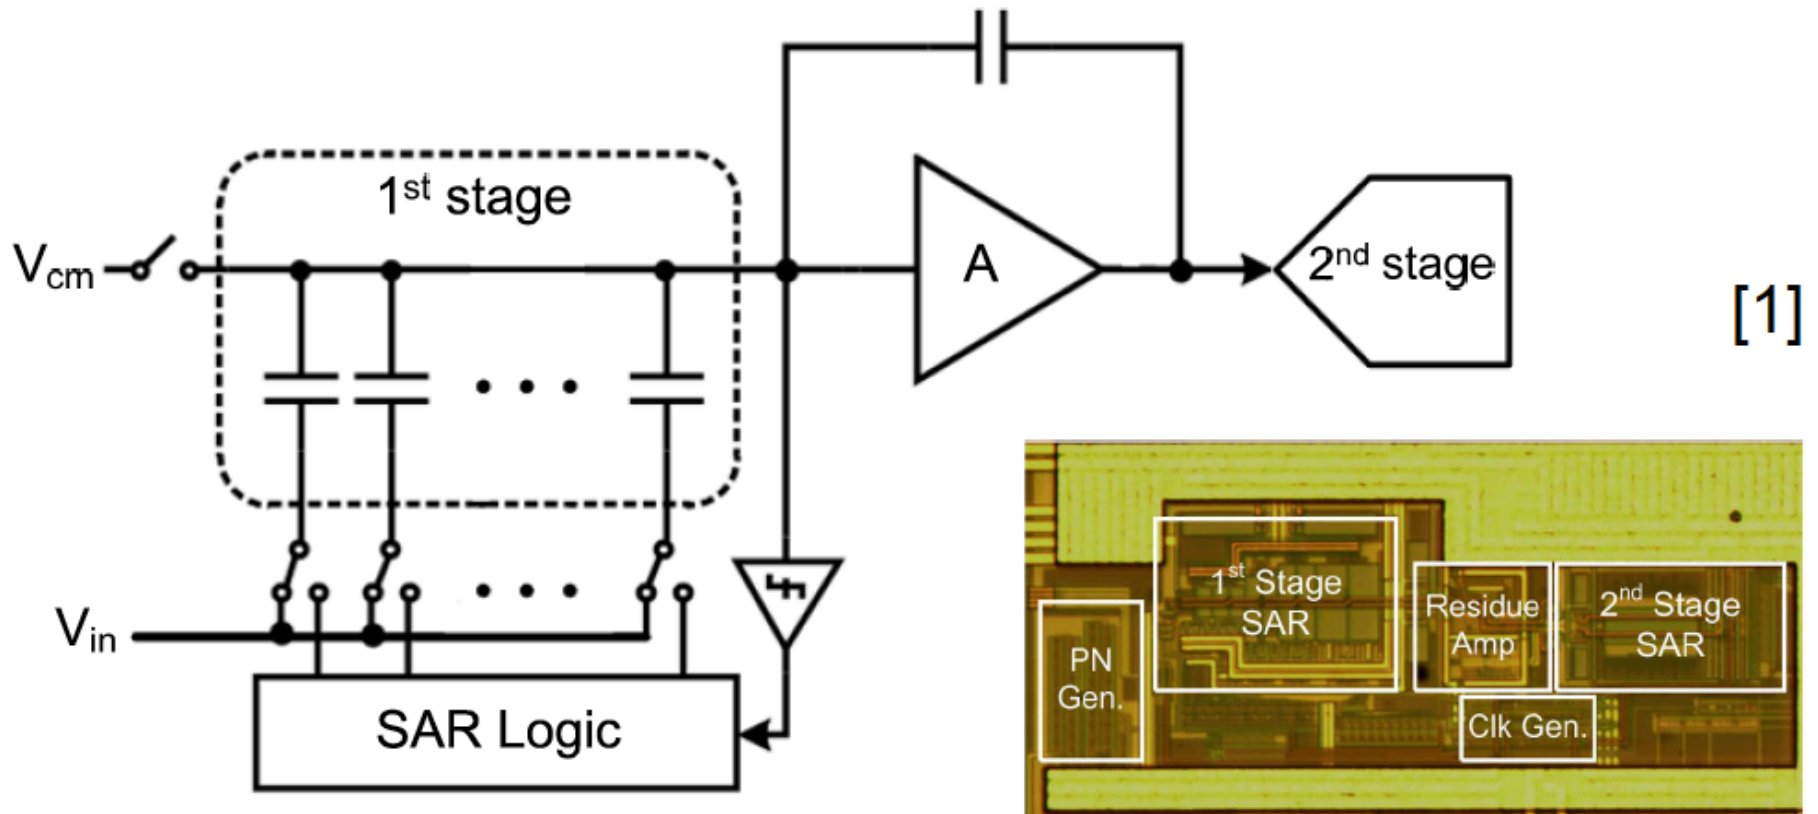 1st stage
Vcm
A
2nd stage
[1]
Vin
SAR Logic
1st Stage
SAR
Residue
Amp
2nd Stage
SAR
PN
Gen.
Clk Gen.